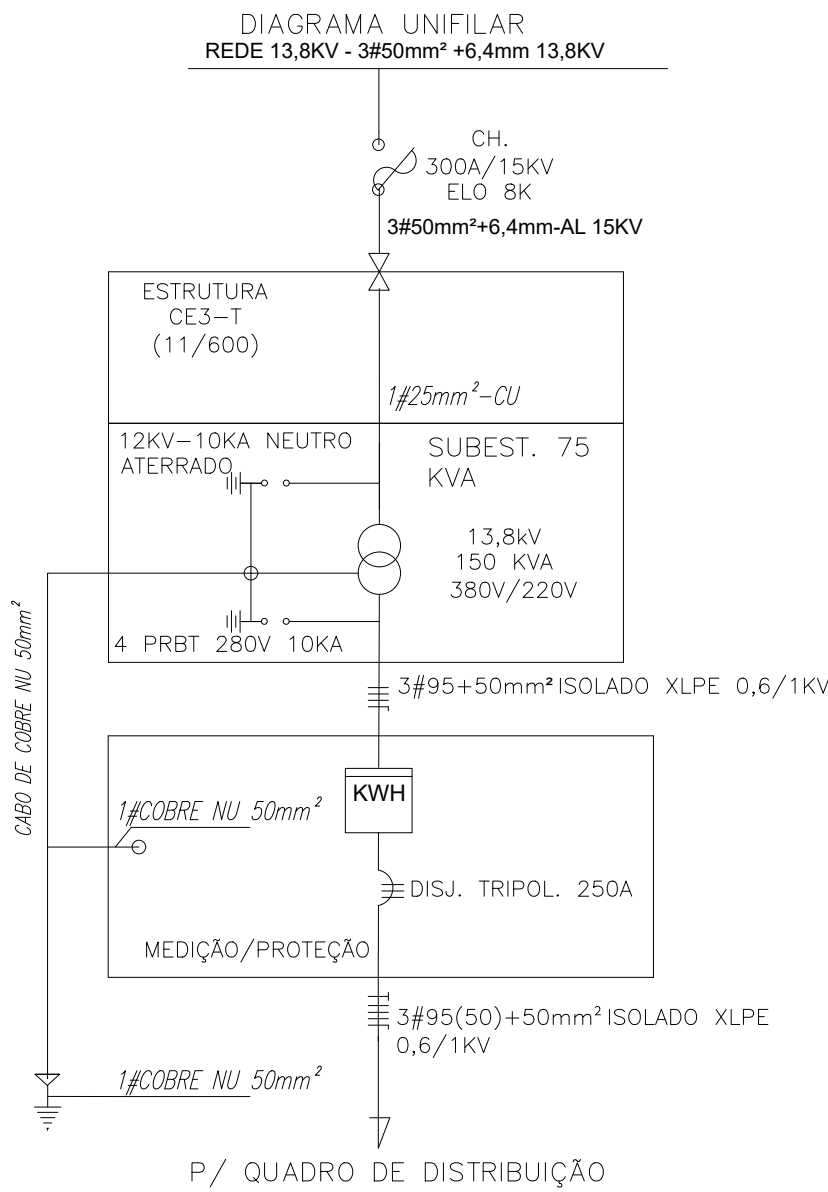 DIAGRAMA UNIFILAR
REDE 13,8KV - 3#50mm² +6,4mm 13,8KV
CH.
300A/15KV
ELO 8K
3#50mm²+6,4mm-AL 15KV
ESTRUTURA
CE3-T
(11/600)
1#25mm²-CU
12KV-10KA NEUTRO
ATERRADO
SUBEST. 75
KVA
13,8kV
150 KVA
380V/220V
4 PRBT 280V 10KA
CABO DE COBRE NU 50mm²
3#95+50mm² ISOLADO XLPE 0,6/1KV
KWH
1#COBRE NU 50mm²
DISJ. TRIPOL. 250A
MEDIÇÃO/PROTEÇÃO
3#95(50)+50mm² ISOLADO XLPE
0,6/1KV
1#COBRE NU 50mm²
P/ QUADRO DE DISTRIBUIÇÃO